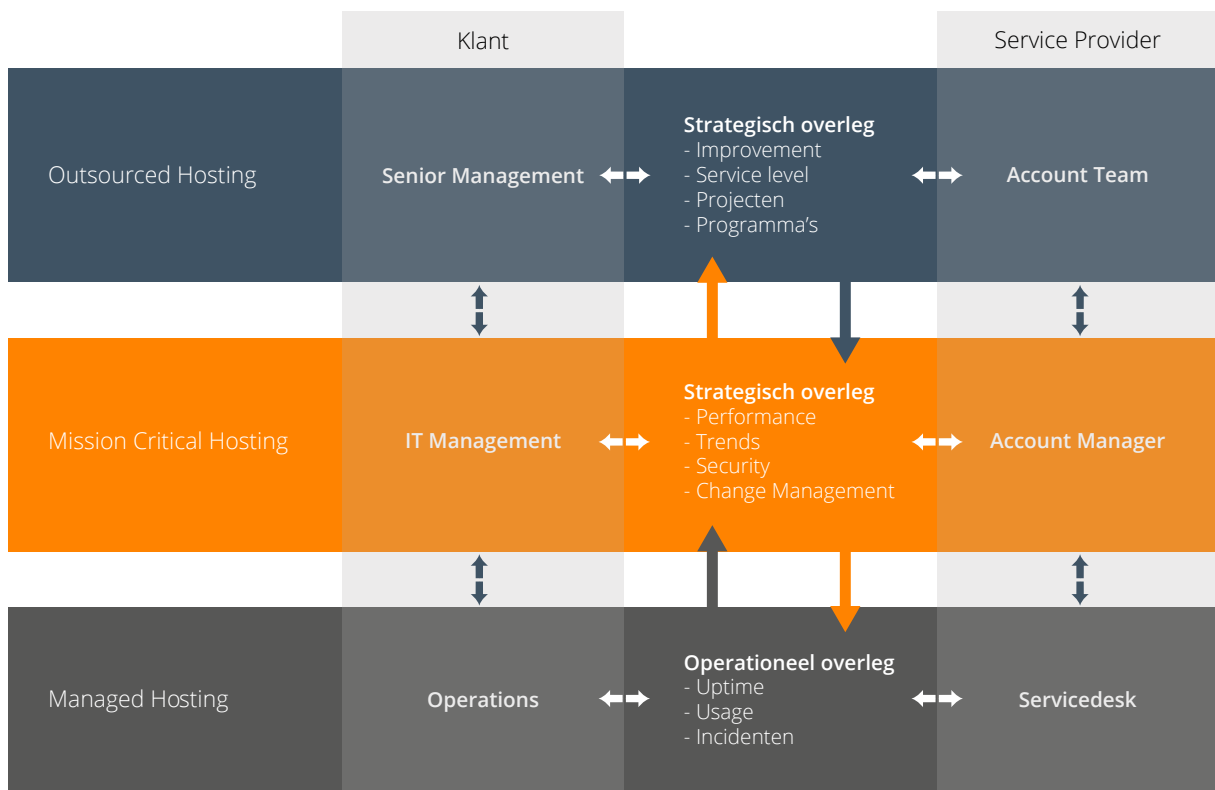 Klant
Service Provider
Outsourced Hosting
Senior Management
Strategisch overleg
- Improvement
- Service level
- Projecten
- Programma’s
Account Team
Mission Critical Hosting
IT Management
Strategisch overleg
- Performance
- Trends
- Security
- Change Management
Account Manager
Managed Hosting
Operations
Operationeel overleg
- Uptime
- Usage
- Incidenten
Servicedesk